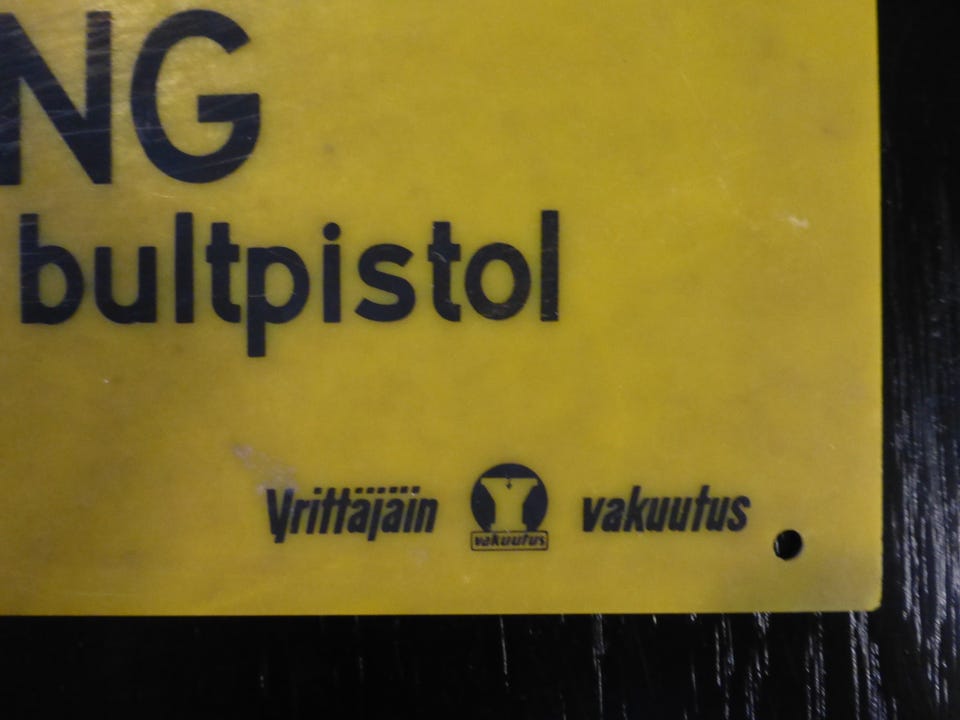 NG
bultpistol
Yrittäjäin Y vakuutus
vakuutus